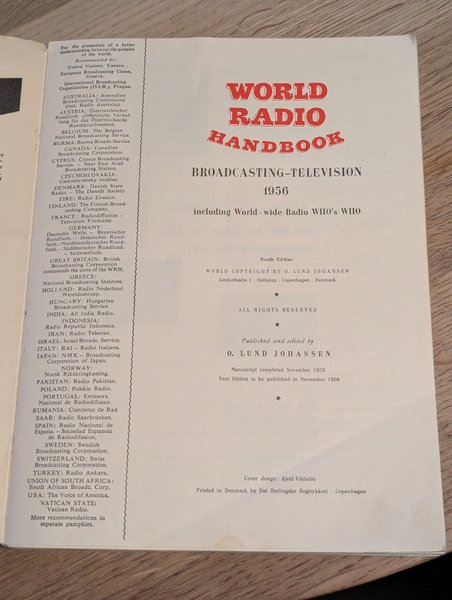 For the promotion of a better
understanding between the peoples
of the world.
Recommended by:
United Nations. Unesco.
European Broadcasting Union,
Geneva.
International Broadcasting
Organization (O.I.R.), Prague.
AUSTRALIA: Australian
Broadcasting Commission
(incl. Radio Australia).
AUSTRIA: Österreichischer
Rundfunk (Öffentliche Verwal-
tung für das Österreichische
Rundspruchwesen).
BELGIUM: The Belgian
National Broadcasting Service.
BURMA: Burma Broadc. Service
CANADA: Canadian
Broadcasting Corporation.
CYPRUS: Cyprus Broadcasting
Service. – Near East Arab
Broadcasting Station.
CZECHOSLOVAKIA:
Ceskoslovensky rozhlas.
DENMARK: Danish State
Radio. – The Danish Society.
EIRE: Radio Eireann.
FINLAND: The Finnish Broad-
casting Company.
FRANCE: Radiodiffusion -
Television Francaise.
GERMANY:
Deutsche Welle. – Bayerischer
Rundfunk. – Hessischer Rund-
funk. – Nordwestdeutscher Rund-
funk. – Süddeutscher Rundfunk. –
Südwestfunk.
GREAT BRITAIN: British
Broadcasting Corporation
commends the aims of the WRH.
GREECE:
National Broadcasting Institute.
HOLLAND: Radio Nederland
Wereldomroep.
HUNGARY: Hungarian
Broadcasting Service.
INDIA: All India Radio.
INDONESIA:
Radio Republic Indonesia.
IRAN: Radio Teheran.
ISRAEL: Israel Broadc. Service.
ITALY: RAI – Radio Italiana.
JAPAN: NHK – Broadcasting
Corporation of Japan.
NORWAY:
Norsk Rikskringkasting.
PAKISTAN: Radio Pakistan.
POLAND: Polskie Radio.
PORTUGAL: Emissora
Nacional de Radiodifusao.
RUMANIA: Comitetul de Rad
SAAR: Radio Saarbrücken.
SPAIN: Radio Nacional de
Espana. – Sociedad Espanola
de Radiodifusion.
SWEDEN: Swedish
Broadcasting Corporation.
SWITZERLAND: Swiss
Broadcasting Corporation.
TURKEY: Radio Ankara.
UNION OF SOUTH AFRICA:
South African Broadc. Corp.
USA: The Voice of America.
VATICAN STATE:
Vatican Radio.
More recommendations in
separate pamphlet.
WORLD
RADIO
HANDBOOK
BROADCASTING-TELEVISION
1956
including World-wide Radio WHO's WHO
Tenth Edition
WORLD COPYRIGHT BY O. LUND JOHANSEN
Lindorffsalle 1, Hellerup, Copenhagen, Denmark
ALL RIGHTS RESERVED
Published and edited by
O. LUND JOHANSEN
Manuscript completed November 1955
Next Edition to be published in November 1956
Cover design: Kjeld Vibholm
Printed in Denmark by Det Berlingske Bogtrykkeri - Copenhagen